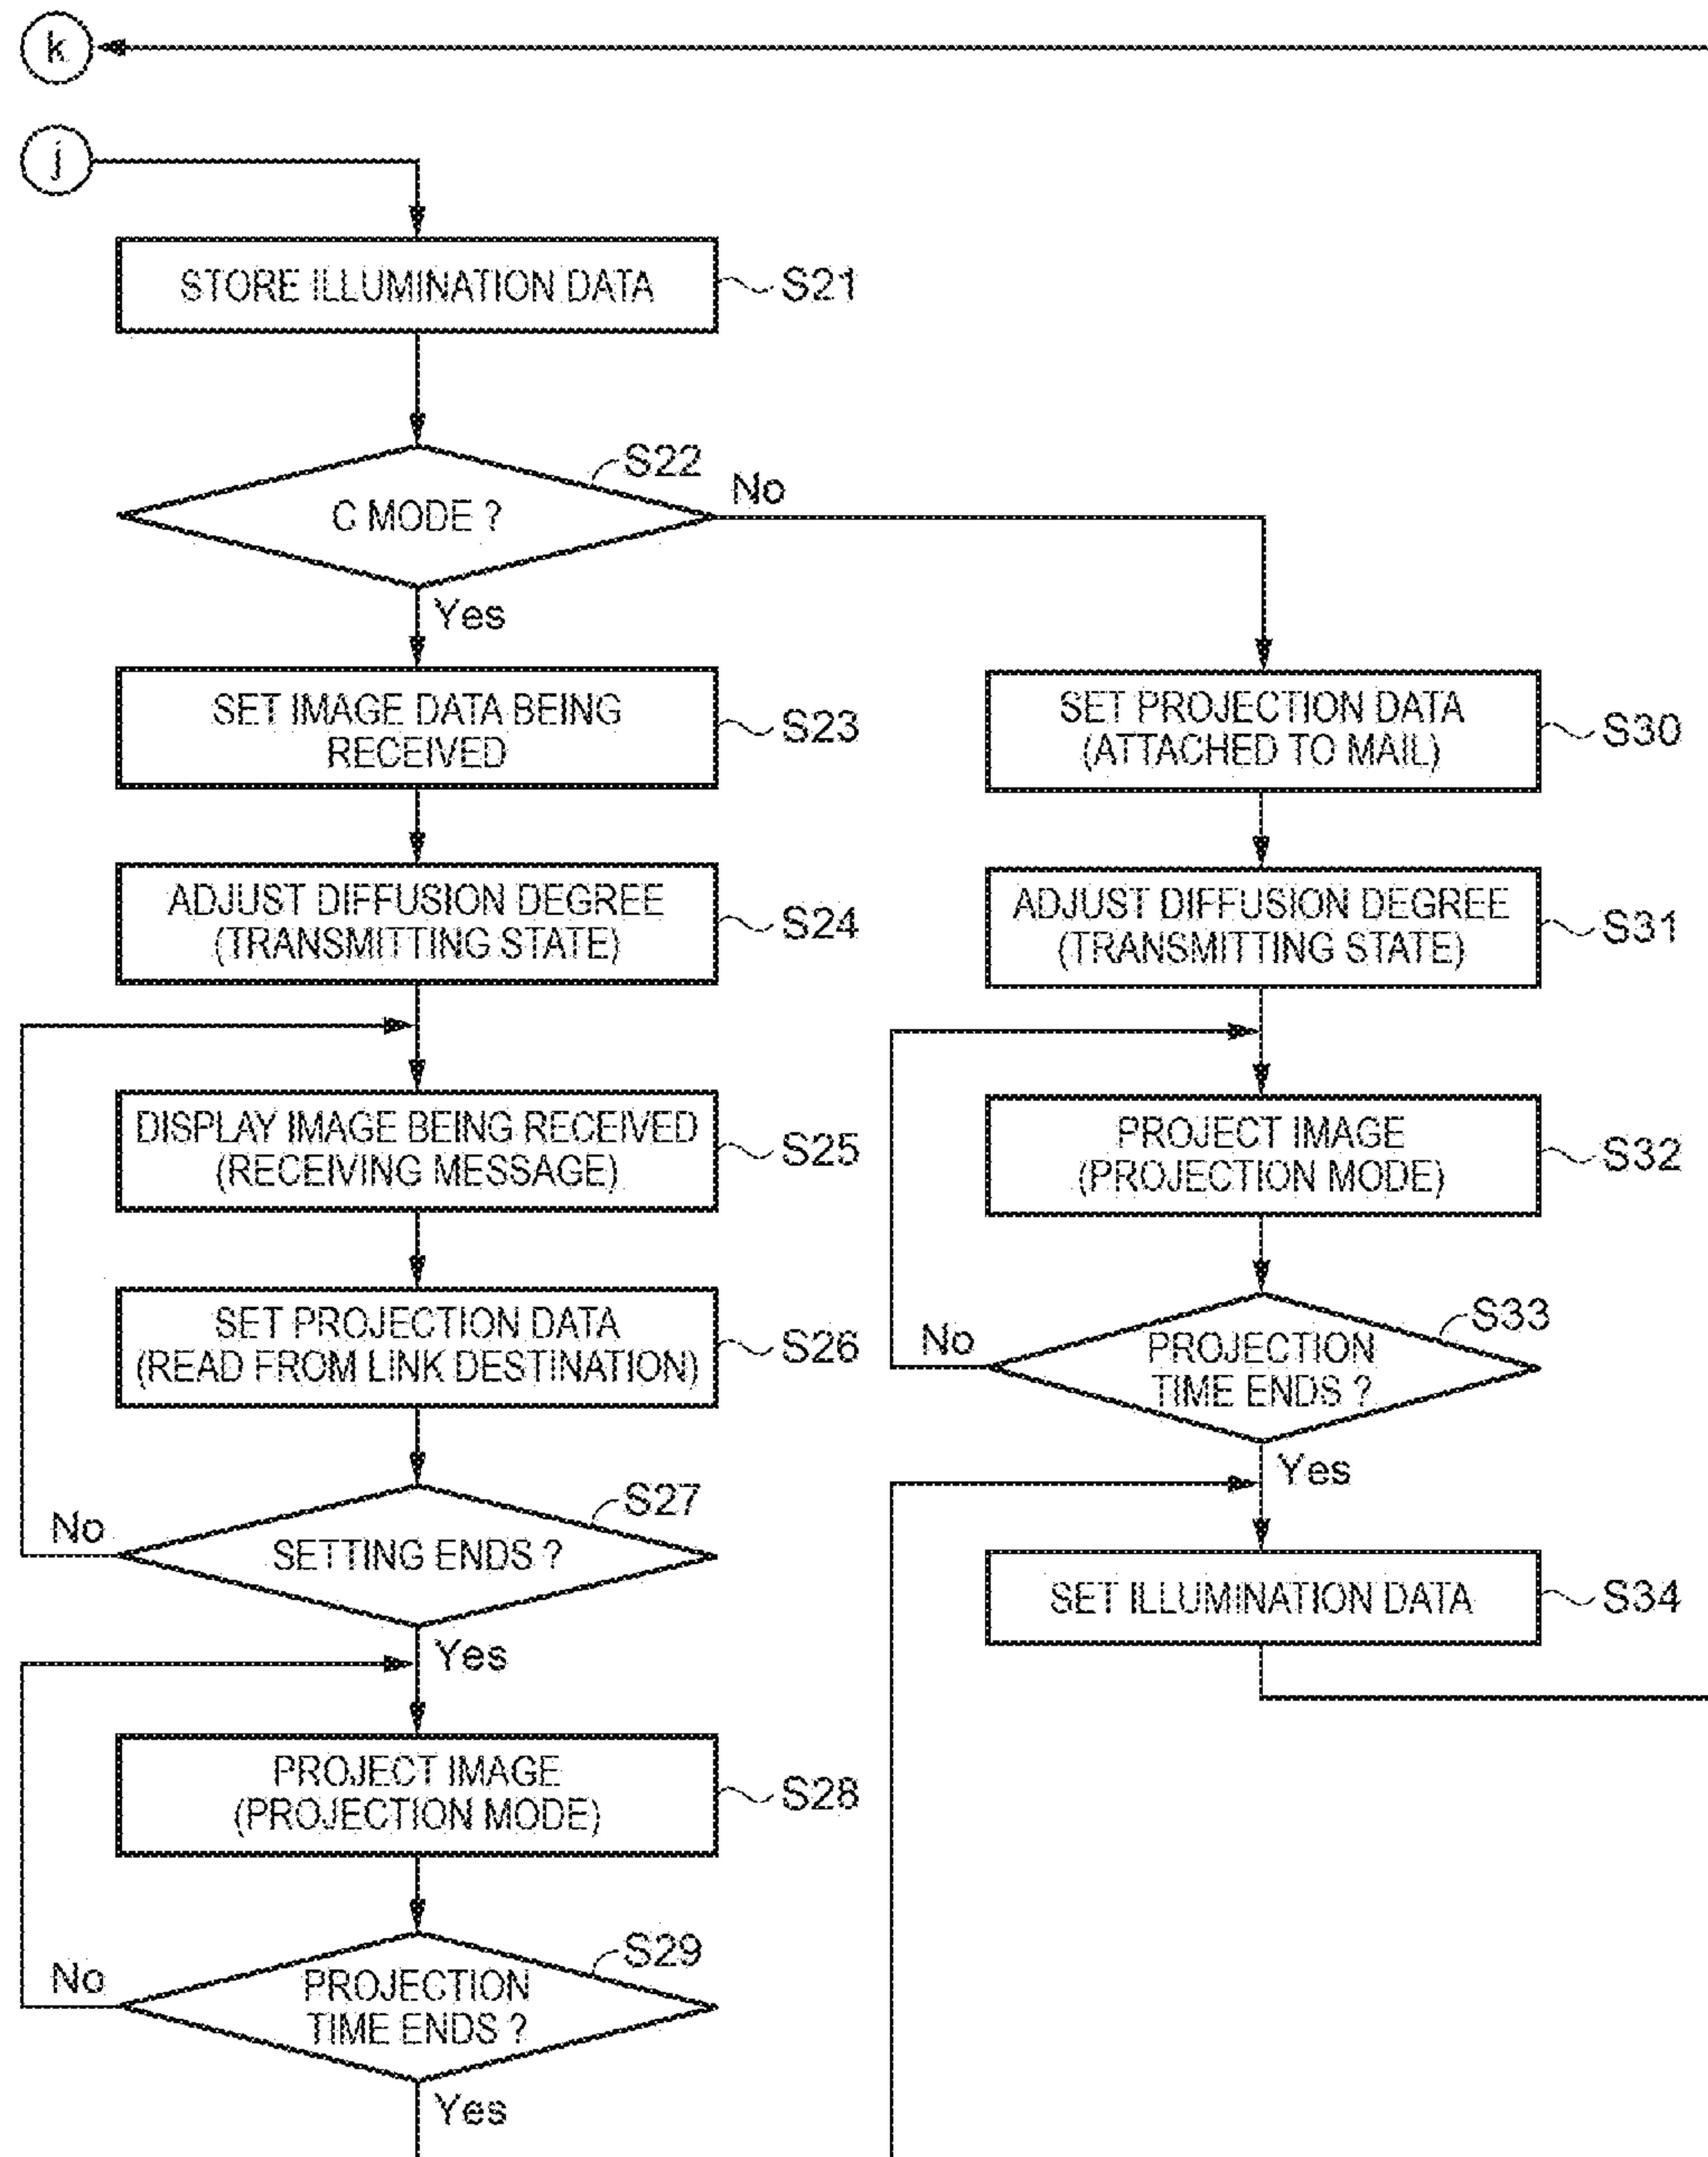 k
j
STORE ILLUMINATION DATA
S21
S22
C MODE ?
No
Yes
SET IMAGE DATA BEING
RECEIVED
S23
ADJUST DIFFUSION DEGREE
(TRANSMITTING STATE)
S24
DISPLAY IMAGE BEING RECEIVED
(RECEIVING MESSAGE)
S25
SET PROJECTION DATA
(READ FROM LINK DESTINATION)
S26
S27
No
SETTING ENDS ?
Yes
PROJECT IMAGE
(PROJECTION MODE)
S28
S29
No
PROJECTION
TIME ENDS ?
Yes
SET PROJECTION DATA
(ATTACHED TO MAIL)
S30
ADJUST DIFFUSION DEGREE
(TRANSMITTING STATE)
S31
PROJECT IMAGE
(PROJECTION MODE)
S32
S33
No
PROJECTION
TIME ENDS ?
Yes
SET ILLUMINATION DATA
S34